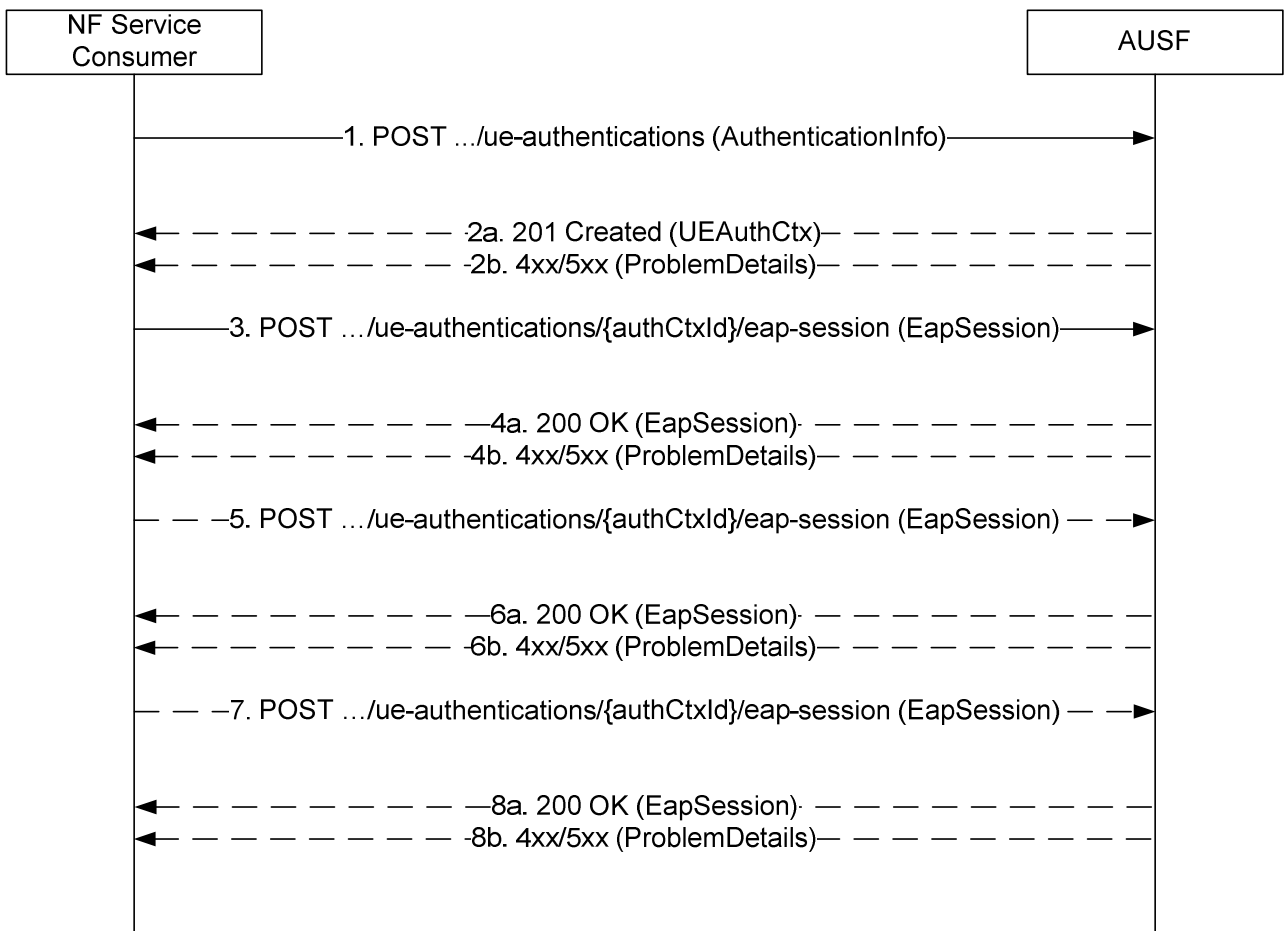 NF Service
Consumer
AUSF
1. POST .../ue-authentications (AuthenticationInfo)
2a. 201 Created (UEAuthCtx)
2b. 4xx/5xx (ProblemDetails)
3. POST …/ue-authentications/{authCtxId}/eap-session (EapSession)
4a. 200 OK (EapSession)
4b. 4xx/5xx (ProblemDetails)
5. POST …/ue-authentications/{authCtxId}/eap-session (EapSession)
6a. 200 OK (EapSession)
6b. 4xx/5xx (ProblemDetails)
7. POST …/ue-authentications/{authCtxId}/eap-session (EapSession)
8a. 200 OK (EapSession)
8b. 4xx/5xx (ProblemDetails)